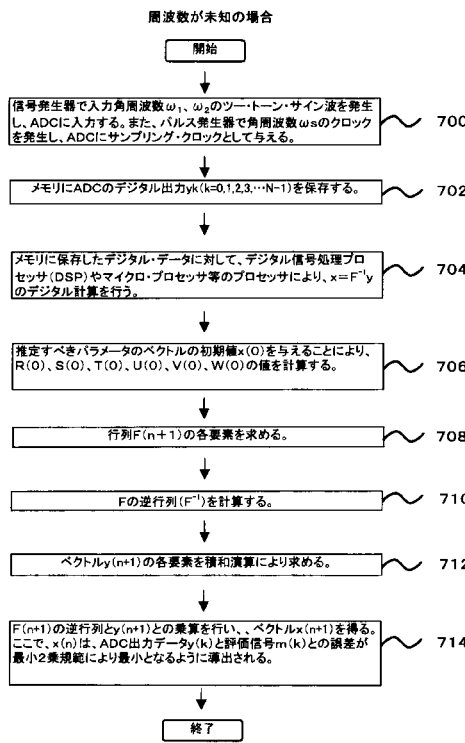 周波数が未知の場合
開始
信号発生器で入力角周波数ω₁、ω₂のツー・トーン・サイン波を発生
し、ADCに入力する。また、パルス発生器で角周波数ωsのクロック
を発生し、ADCにサンプリング・クロックとして与える。
700
メモリにADCのデジタル出力yk(k=0,1,2,3,…N-1)を保存する。
702
メモリに保存したデジタル・データに対して、デジタル信号処理プロ
セッサ(DSP)やマイクロ・プロセッサ等のプロセッサにより、x=F⁻¹y
のデジタル計算を行う。
704
推定すべきパラメータのベクトルの初期値x(0)を与えることにより、
R(0)、S(0)、T(0)、U(0)、V(0)、W(0)の値を計算する。
706
行列F(n+1)の各要素を求める。
708
Fの逆行列(F⁻¹)を計算する。
710
ベクトルy(n+1)の各要素を積和演算により求める。
712
F(n+1)の逆行列とy(n+1)との乗算を行い、、ベクトルx(n+1)を得る。
ここで、x(n)は、ADC出力データy(k)と評価信号m(k)との誤差が
最小2乗規範により最小となるように導出される。
714
終了